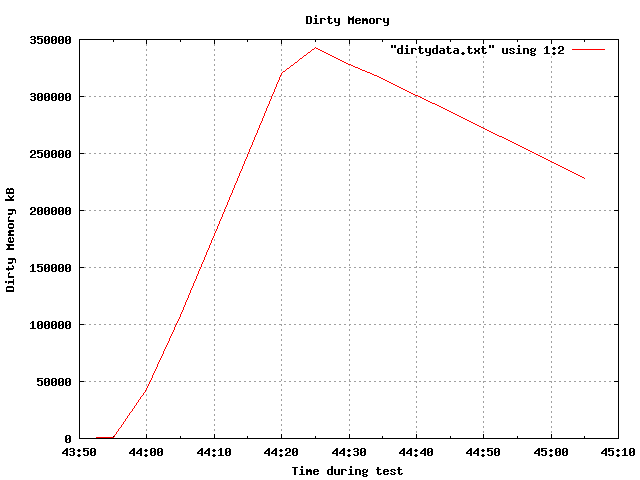 Dirty Memory
"dirtydata.txt" using 1:2
350000
300000
250000
200000
150000
100000
50000
0
Dirty Memory kB
43:50 44:00 44:10 44:20 44:30 44:40 44:50 45:00 45:10
Time during test